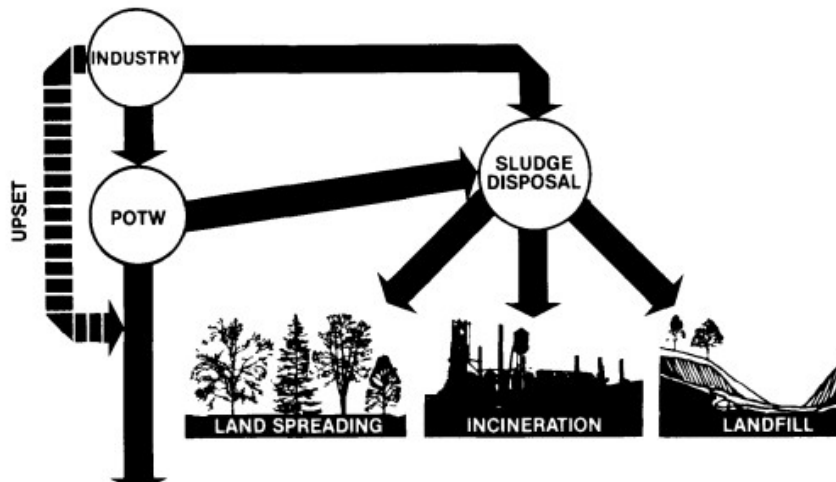 INDUSTRY
SLUDGE
DISPOSAL
UPSET
POTW
LAND SPREADING
INCINERATION
LANDFILL